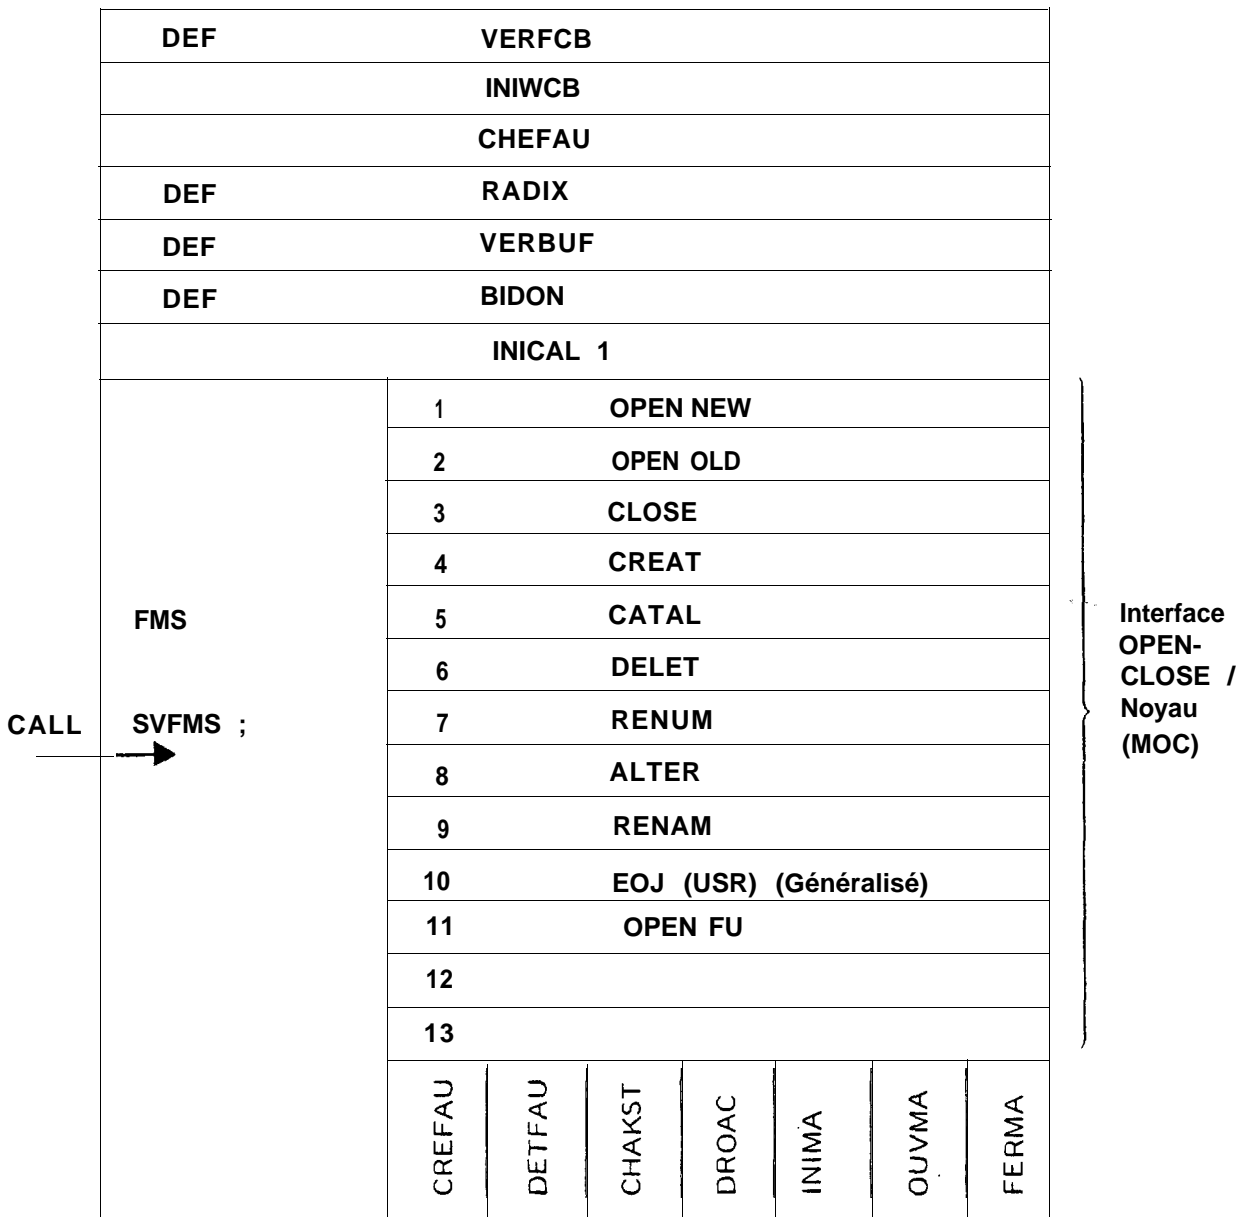 DEF VERFCB
INIWCB
CHEFAU
DEF RADIX
DEF VERBUF
DEF BIDON
INICAL 1
1 OPEN NEW
2 OPEN OLD
3 CLOSE
4 CREAT
FMS 5 CATAL
6 DELET
CALL SVFMS ; 7 RENUM
8 ALTER
9 RENAM
10 EOJ (USR) (Généralisé)
11 OPEN FU
12
13
Interface
OPEN-
CLOSE /
Noyau
(MOC)
CREFAU
DETFAU
CHAKST
DROAC
INIMA
OUVMA
FERMA